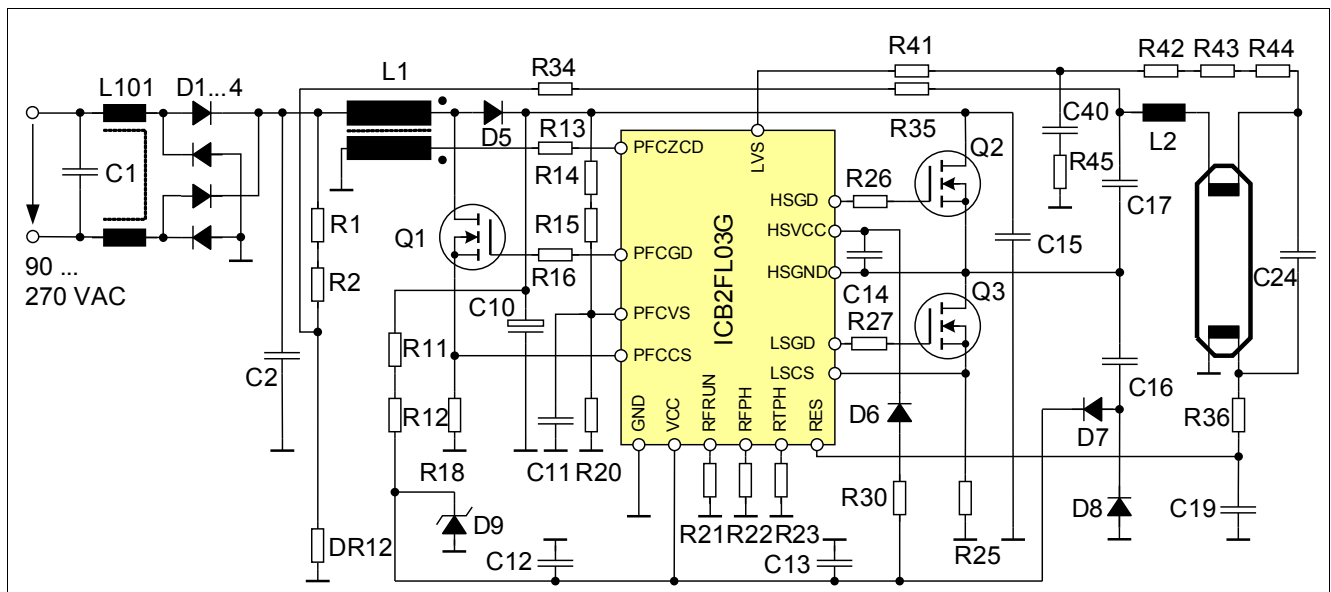 R41
R42 R43 R44
R34
L101 D1...4
L1
C40
D5
R13
R35
L2
PFCZCD
LVS
Q2
C1
R14
R45
R26
HSGD
C17
R1
R15
HSVCC
Q1
C15
PFCGD
R16
ICB2FL03G
90 ...
270 VAC
R2
HSGND
C14
Q3
C24
C10
PFCVS
R27
LSGD
R11
PFCCS
LSCS
C2
C16
R12
D6
R36
GND
VCC
RFRUN
RFPH
RTPH
RES
D7
R18
C11
R20
R30
D8
C19
D9
R21
R22
R23
DR12
C12
C13
R25